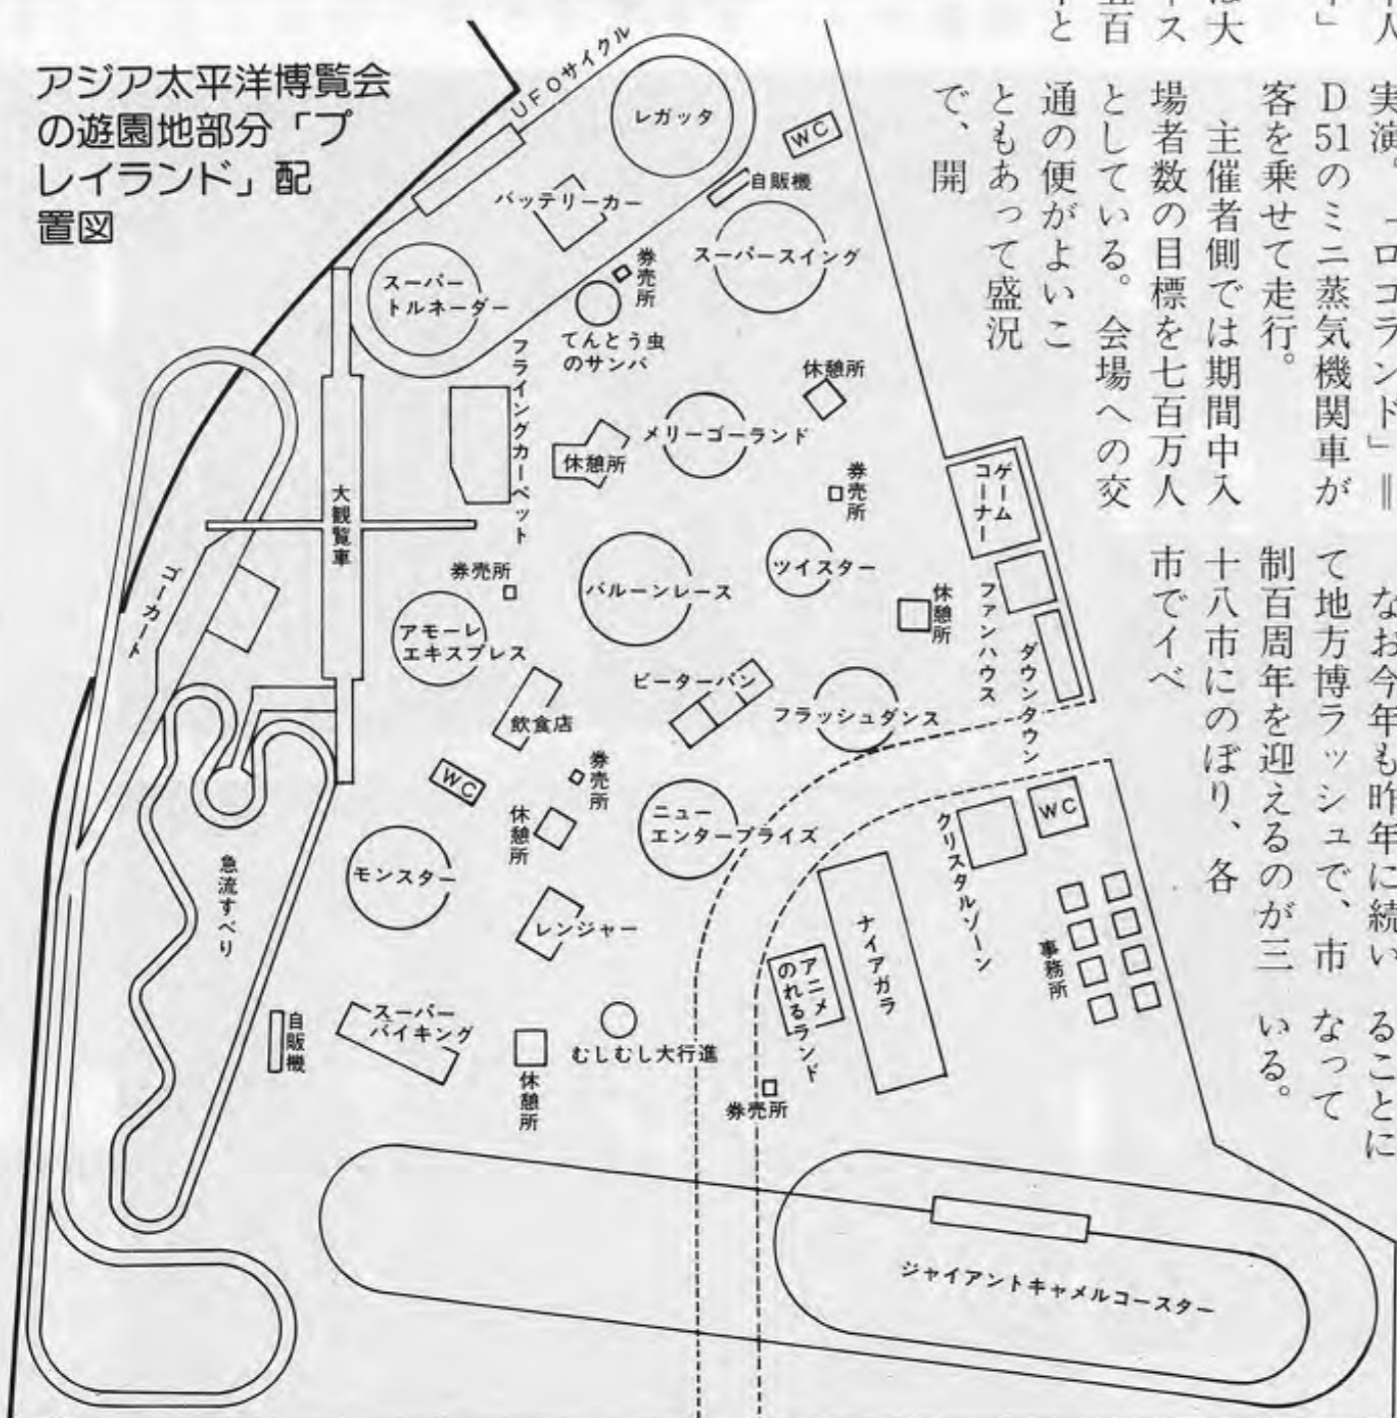 アジア太平洋博覧会
の遊園地部分「プ
レイランド」配
置図
実演。「ロコランド」＝
D51のミニ蒸気機関車が
客を乗せて走行。
主催者側では期間中入
場者数の目標を七百万人
としている。会場への交
通の便がよいこ
ともあって盛況
で、開
なお今年も昨年に続い
て地方博ラッシュで、市
制百周年を迎えるのが三
十八市にのぼり、各
市でイベ
ることに
なって
いる。
UFOサイクル
レガッタ
WC
自販機
バッテリーカー
スーパースイング
券売所
スーパー
トルネーダー
てんとう虫
のサンバ
フライングカーペット
休憩所
メリーゴーランド
休憩所
券売所
ゲーム
コーナー
大観覧車
ゴーカート
券売所
バルーンレース
ツイスター
休憩所
ファンハウス
ダウンタウン
アモーレ
エキスプレス
ピーターパン
フラッシュダンス
飲食店
券売所
WC
休憩所
ニュー
エンタープライズ
クリスタルゾーン
WC
急流すべり
モンスター
レンジャー
ナイアガラ
事務所
アニメ
のれるランド
自販機
スーパー
バイキング
休憩所
むしむし大行進
券売所
ジャイアントキャメルコースター